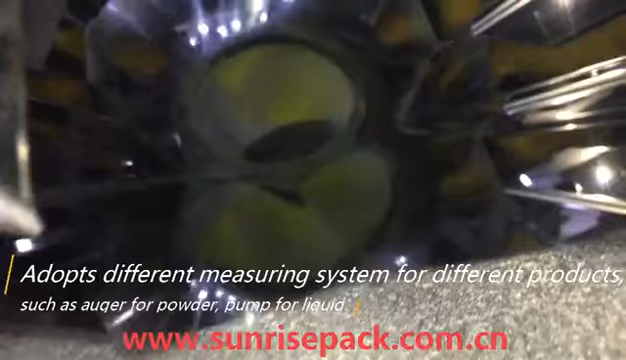 Adopts different measuring system for different products,
such as auger for powder, pump for liquid
www.sunrisepack.com.cn